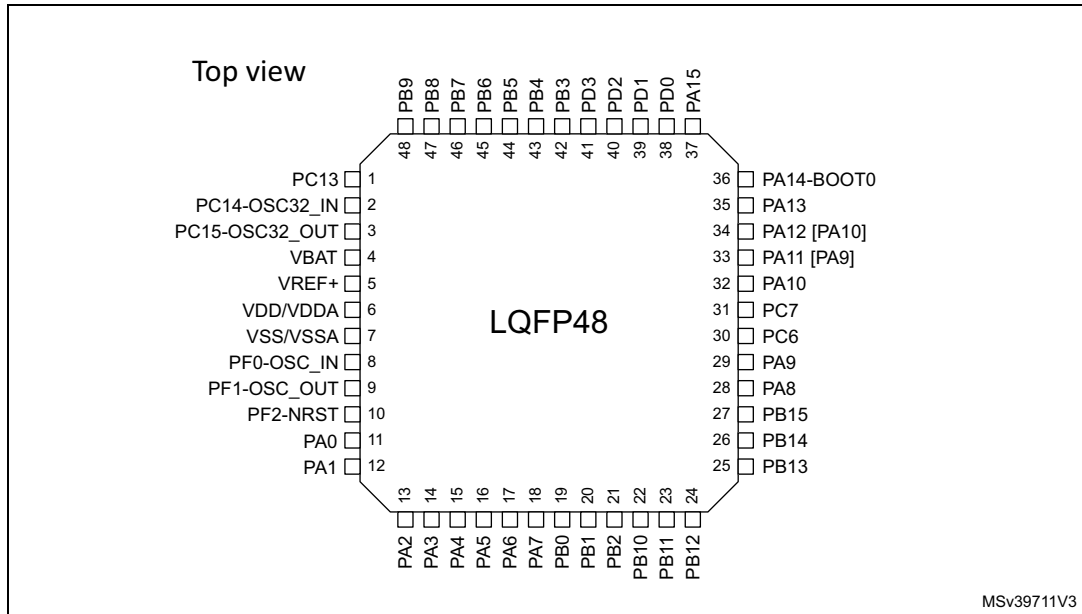 Top view
PB9
PB8
PB7
PB6
PB5
PB4
PB3
PD3
PD2
PD1
PD0
PA15
48 47 46 45 44 43 42 41 40 39 38 37
PC13 1
PC14-OSC32_IN 2
PC15-OSC32_OUT 3
VBAT 4
VREF+ 5
VDD/VDDA 6
VSS/VSSA 7
PF0-OSC_IN 8
PF1-OSC_OUT 9
PF2-NRST 10
PA0 11
PA1 12
LQFP48
36 PA14-BOOT0
35 PA13
34 PA12 [PA10]
33 PA11 [PA9]
32 PA10
31 PC7
30 PC6
29 PA9
28 PA8
27 PB15
26 PB14
25 PB13
13 14 15 16 17 18 19 20 21 22 23 24
PA2
PA3
PA4
PA5
PA6
PA7
PB0
PB1
PB2
PB10
PB11
PB12
MSv39711V3